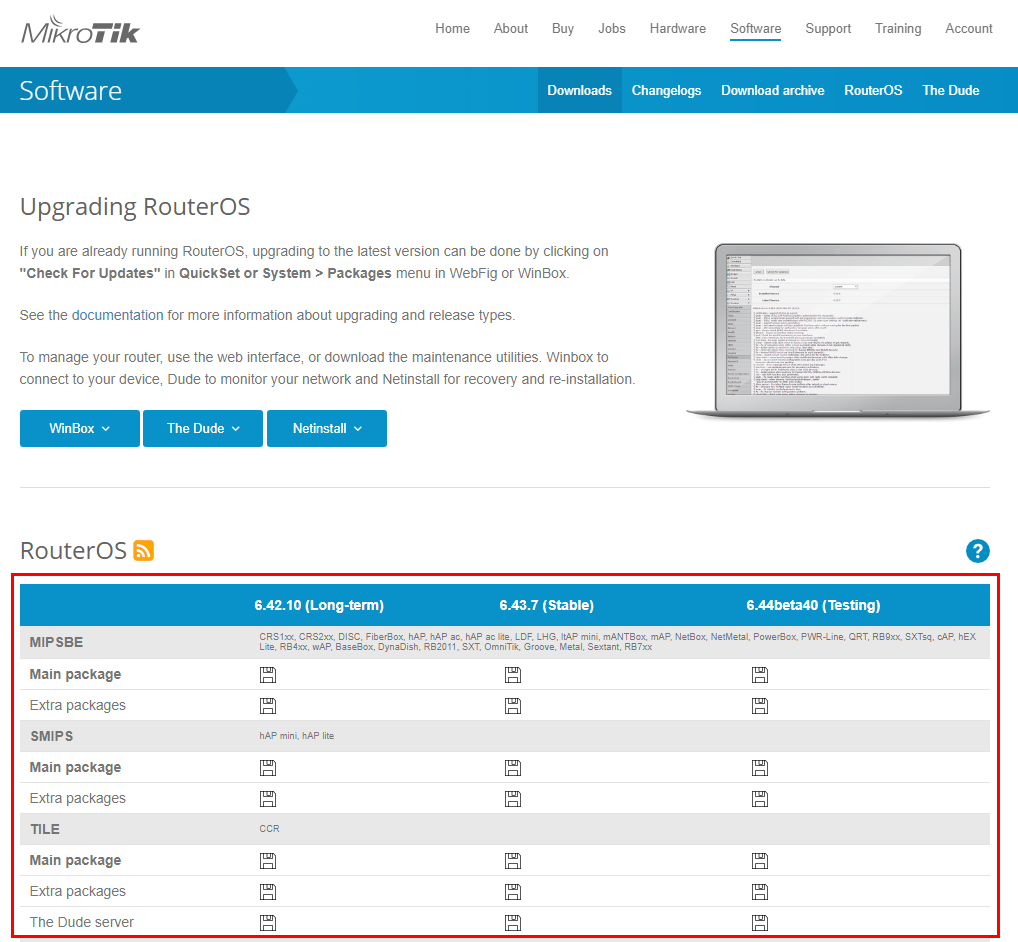 MikroTik
Home About Buy Jobs Hardware Software Support Training Account
Software
Downloads Changelogs Download archive RouterOS The Dude
Upgrading RouterOS
If you are already running RouterOS, upgrading to the latest version can be done by clicking on
"Check For Updates" in QuickSet or System > Packages menu in WebFig or WinBox.
See the documentation for more information about upgrading and release types.
To manage your router, use the web interface, or download the maintenance utilities. Winbox to
connect to your device, Dude to monitor your network and Netinstall for recovery and re-installation.
WinBox The Dude Netinstall
RouterOS
?
6.42.10 (Long-term) 6.43.7 (Stable) 6.44beta40 (Testing)
MIPSBE CRS1xx, CRS2xx, DISC, FiberBox, hAP, hAP ac, hAP ac lite, LDF, LHG, ltAP mini, mANTBox, mAP, NetBox, NetMetal, PowerBox, PWR-Line, QRT, RB9xx, SXTsq, cAP, hEX
Lite, RB4xx, wAP, BaseBox, DynaDish, RB2011, SXT, OmniTik, Groove, Metal, Sextant, RB7xx
Main package
Extra packages
SMIPS hAP mini, hAP lite
Main package
Extra packages
TILE CCR
Main package
Extra packages
The Dude server